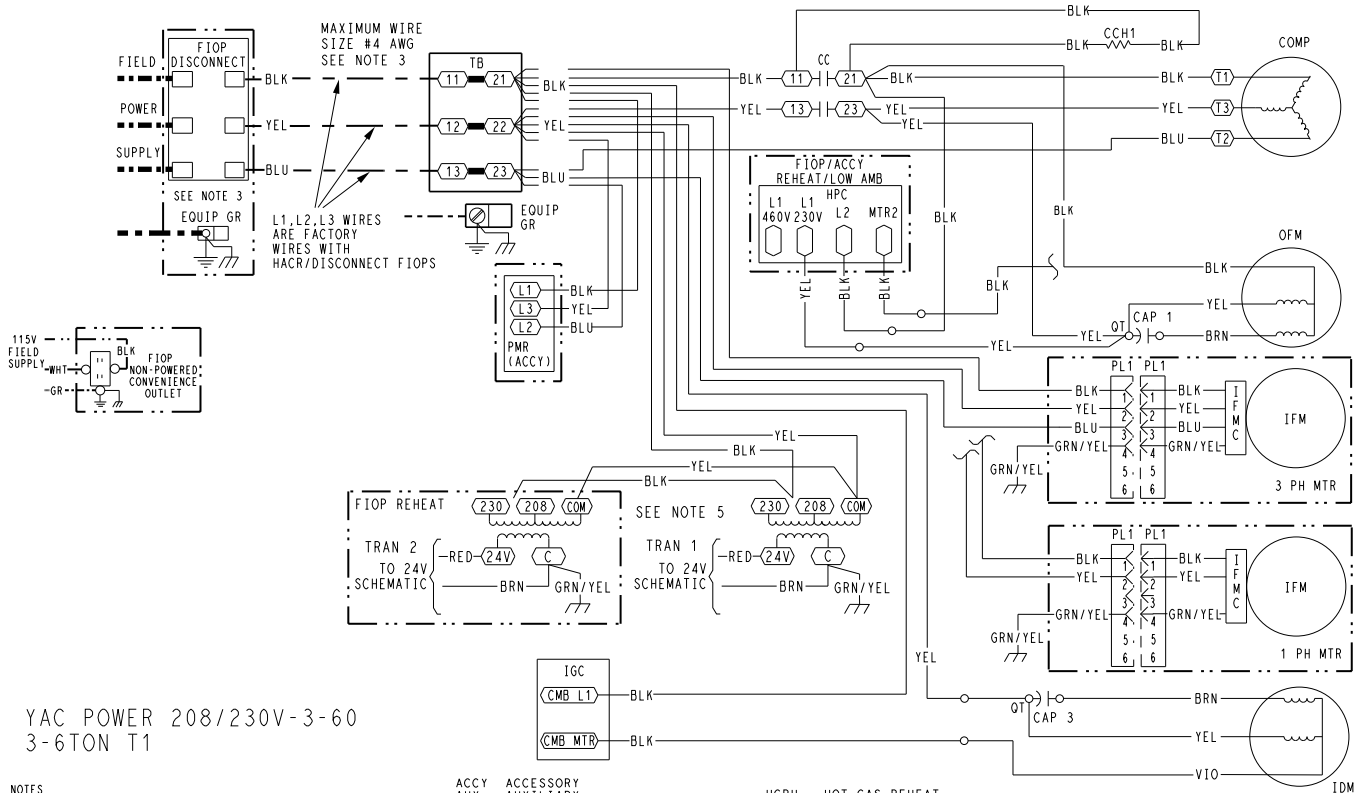 MAXIMUM WIRE
SIZE #4 AWG
SEE NOTE 3
FIOP
DISCONNECT
FIELD
POWER
SUPPLY
BLK
YEL
BLU
SEE NOTE 3
EQUIP GR
L1,L2,L3 WIRES
ARE FACTORY
WIRES WITH
HACR/DISCONNECT FIOPS
TB
11 21
12 22
13 23
BLK
YEL
BLU
EQUIP
GR
L1 BLK
L3 YEL
L2 BLU
PMR
(ACCY)
115V
FIELD
SUPPLY
BLK
WHT
GR
FIOP
NON-POWERED
CONVENIENCE
OUTLET
BLK
CCH1
BLK BLK
CC
BLK 11 21 BLK
YEL 13 23 YEL
YEL
COMP
BLK T1
YEL T3
BLU T2
FIOP/ACCY
REHEAT/LOW AMB
HPC
L1
460V
L1
230V
L2
MTR2
YEL
BLK
BLK
BLK
BLK
BLK
YEL
OFM
BLK
YEL
YEL QT CAP 1 BRN
PL1 PL1
BLK 1 1 BLK
YEL 2 2 YEL
BLU 3 3 BLU
GRN/YEL 4 4 GRN/YEL
5 5
6 6
GRN/YEL
IFMC
IFM
3 PH MTR
PL1 PL1
BLK 1 1 BLK
YEL 2 2 YEL
3 3
GRN/YEL 4 4 GRN/YEL
5 5
6 6
GRN/YEL
IFMC
IFM
1 PH MTR
YEL
BLK
YEL
BLK
FIOP REHEAT
230 208 COM
SEE NOTE 5
230 208 COM
TRAN 2
TO 24V
SCHEMATIC
RED 24V C
BRN GRN/YEL
TRAN 1
TO 24V
SCHEMATIC
RED 24V C
BRN GRN/YEL
YEL
IGC
CMB L1 BLK
CMB MTR BLK
QT CAP 3
BRN
YEL
VIO
IDM
YAC POWER 208/230V-3-60
3-6TON T1
NOTES
ACCY ACCESSORY